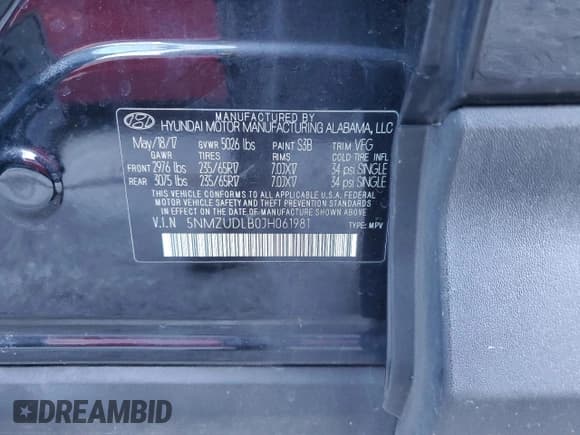 MANUFACTURED BY
HYUNDAI MOTOR MANUFACTURING ALABAMA, LLC
May/18/17 GVWR 5026 lbs PAINT S3B TRIM VFG
GAWR TIRES RIMS COLD TIRE INFL
FRONT 2976 lbs 235/65R17 7.0JX17 34 psi SINGLE
REAR 3075 lbs 235/65R17 7.0JX17 34 psi SINGLE
THIS VEHICLE CONFORMS TO ALL APPLICABLE U.S.A. FEDERAL
MOTOR VEHICLE SAFETY AND THEFT PREVENTION STANDARDS IN
EFFECT ON THE DATE OF MANUFACTURE SHOWN ABOVE.
V.I.N 5NMZUDLB0JH061981 TYPE: MPV
DREAMBID